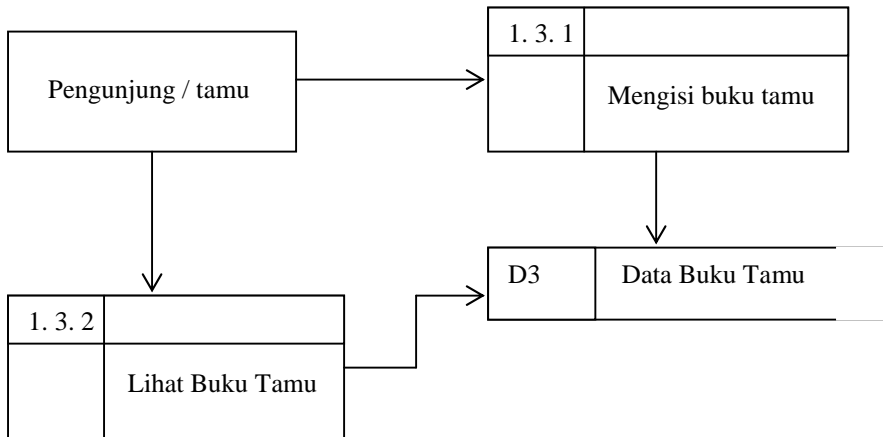 1. 3. 1
Pengunjung / tamu
Mengisi buku tamu
D3
Data Buku Tamu
1. 3. 2
Lihat Buku Tamu